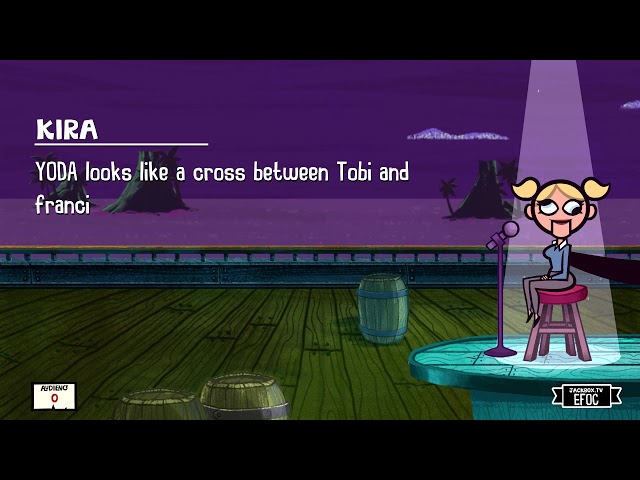 KIRA
YODA looks like a cross between Tobi and
franci
AUDIENCE
0
JACKBOX.TV
EFOC